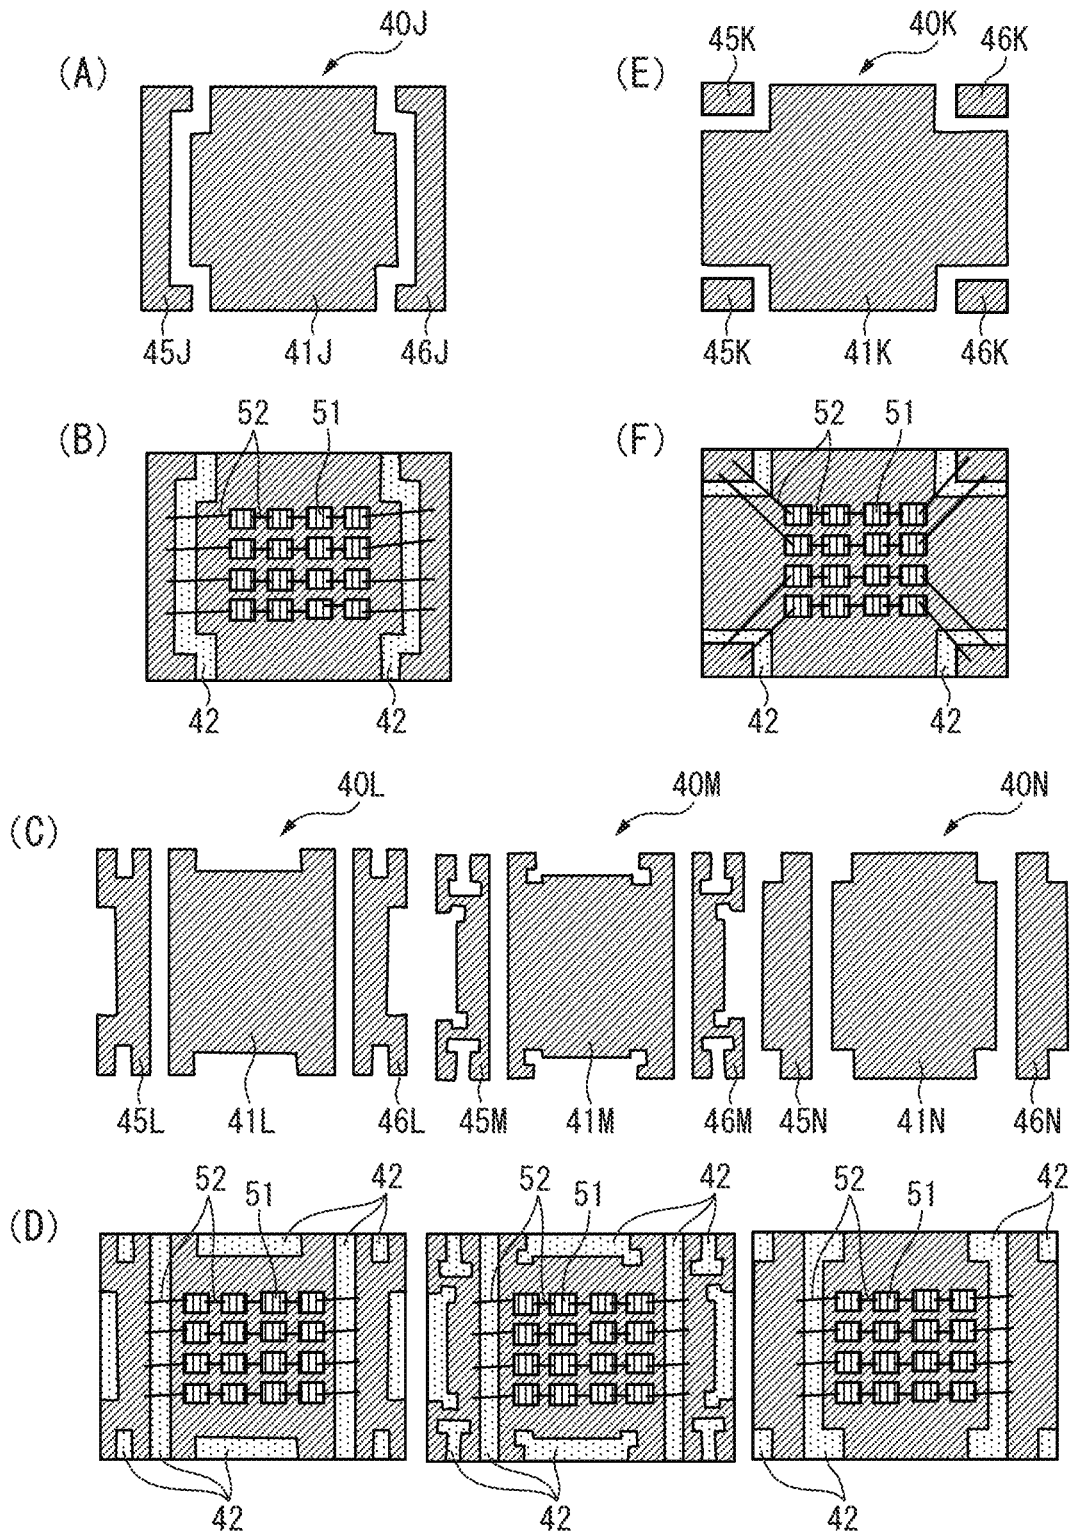 40J
(A)
45J 41J 46J
45K 40K 46K
(E)
45K 41K 46K
52 51
(B)
42 42
52 51
(F)
42 42
40L 40M 40N
(C)
45L 41L 46L 45M 41M 46M 45N 41N 46N
52 51 42 52 51 42 52 51 42
(D)
42 42 42